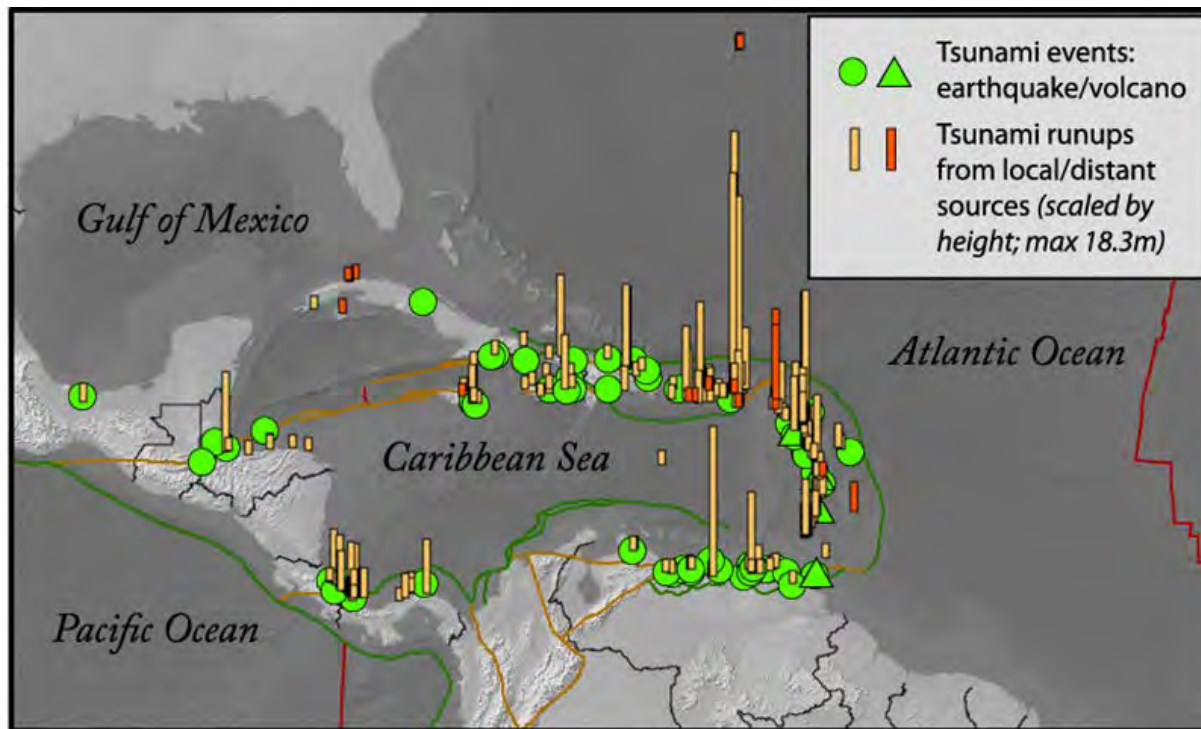 Tsunami events:
earthquake/volcano
Tsunami runups
from local/distant
sources (scaled by
height; max 18.3m)
Gulf of Mexico
Atlantic Ocean
Caribbean Sea
Pacific Ocean